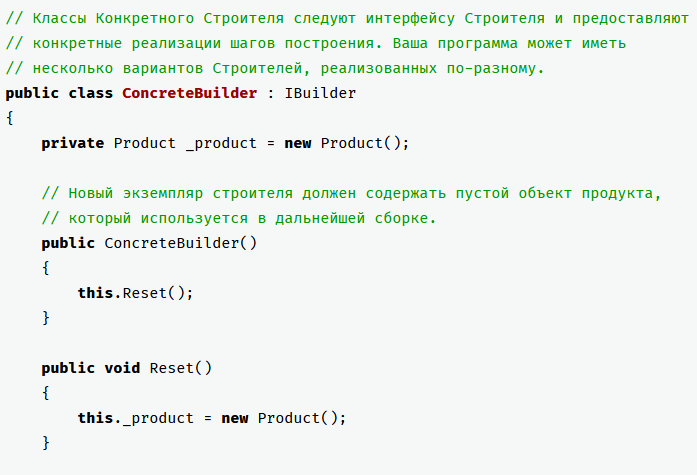 // Классы Конкретного Строителя следуют интерфейсу Строителя и предоставляют
// конкретные реализации шагов построения. Ваша программа может иметь
// несколько вариантов Строителей, реализованных по-разному.
public class ConcreteBuilder : IBuilder
{
    private Product _product = new Product();

    // Новый экземпляр строителя должен содержать пустой объект продукта,
    // который используется в дальнейшей сборке.
    public ConcreteBuilder()
    {
        this.Reset();
    }

    public void Reset()
    {
        this._product = new Product();
    }